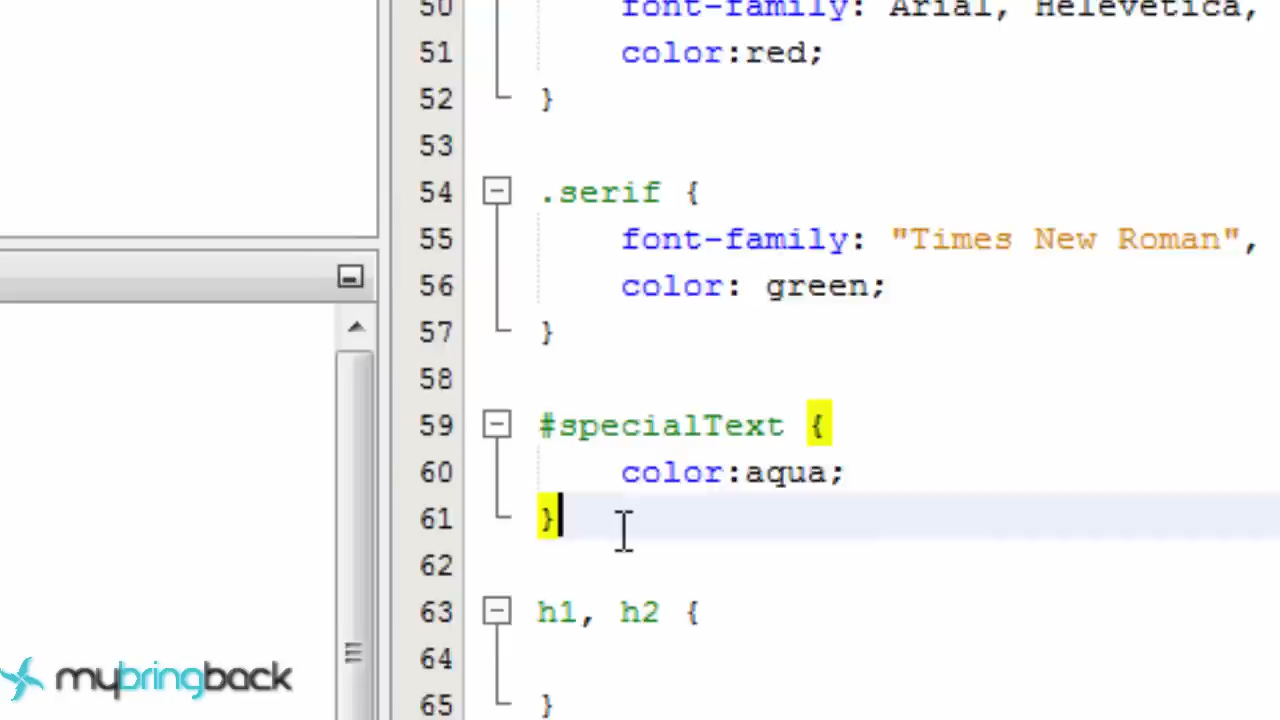 50 font-family: Arial, Helevetica,
51 color:red;
52 }
53
54 .serif {
55 font-family: "Times New Roman",
56 color: green;
57 }
58
59 #specialText {
60 color:aqua;
61 }
62
63 h1, h2 {
64
65 }
mybringback